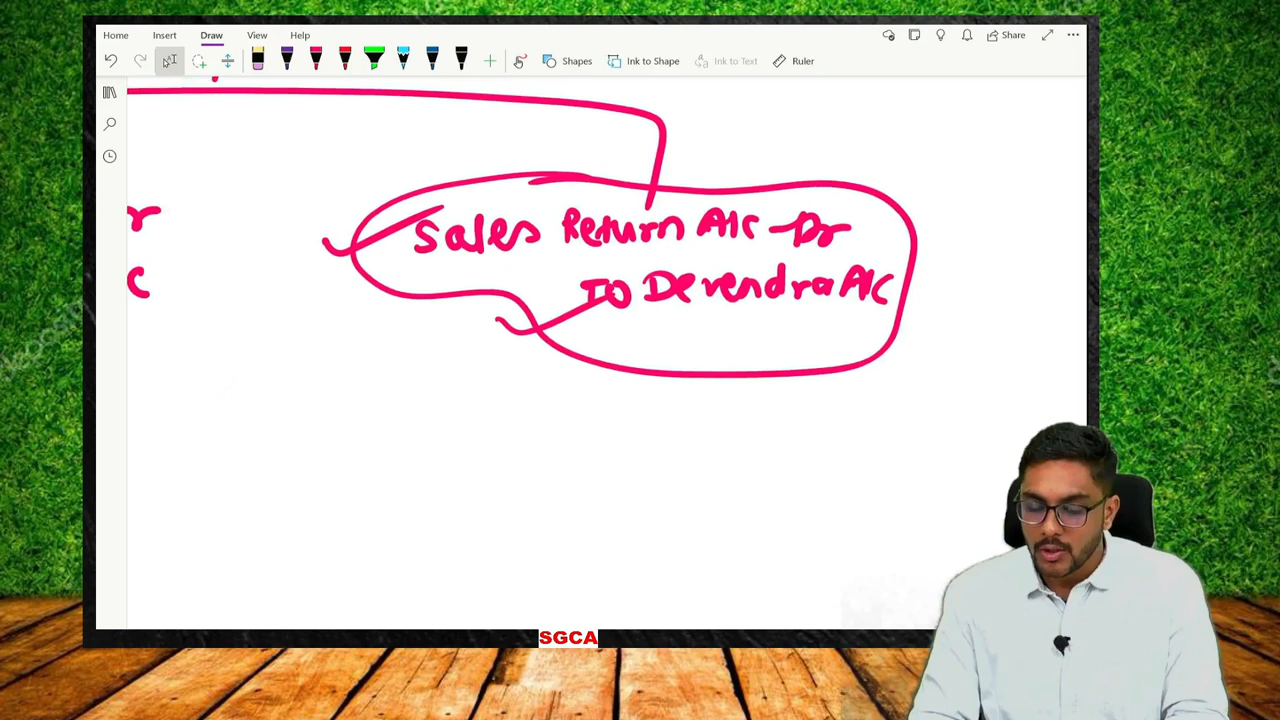 Home Insert Draw View Help
Share
Shapes Ink to Shape Ink to Text Ruler
r
Sales Return A/c Dr
c
To Devendra A/c
SGCA